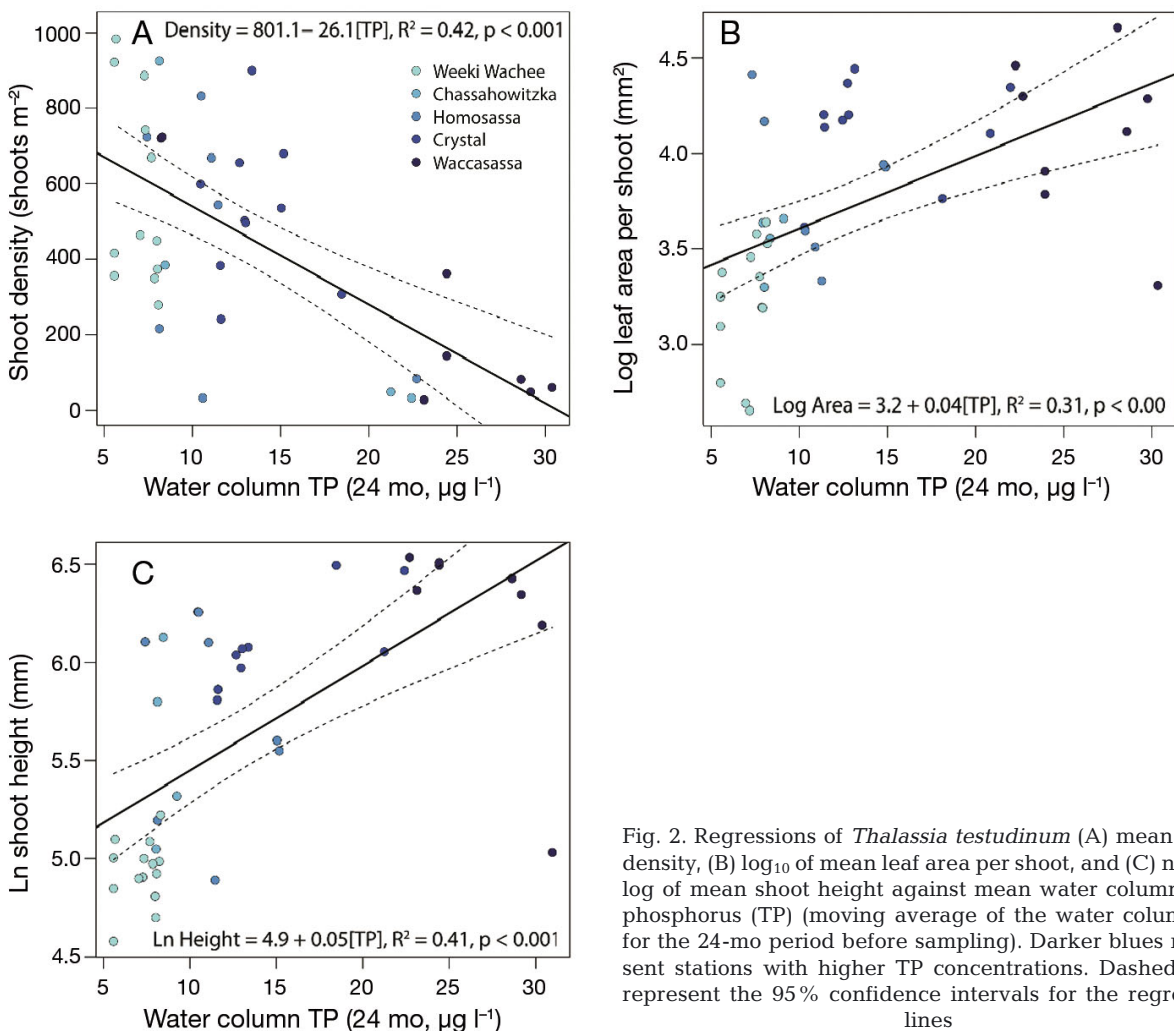 A
Density = 801.1 – 26.1[TP], R² = 0.42, p < 0.001
Weeki Wachee
Chassahowitzka
Homosassa
Crystal
Waccasassa
Shoot density (shoots m⁻²)
1000
800
600
400
200
0
5 10 15 20 25 30
Water column TP (24 mo, µg l⁻¹)
B
Log leaf area per shoot (mm²)
4.5
4.0
3.5
3.0
Log Area = 3.2 + 0.04[TP], R² = 0.31, p < 0.00
5 10 15 20 25 30
Water column TP (24 mo, µg l⁻¹)
C
Ln shoot height (mm)
6.5
6.0
5.5
5.0
4.5
Ln Height = 4.9 + 0.05[TP], R² = 0.41, p < 0.001
5 10 15 20 25 30
Water column TP (24 mo, µg l⁻¹)
Fig. 2. Regressions of Thalassia testudinum (A) mean
density, (B) log₁₀ of mean leaf area per shoot, and (C) n
log of mean shoot height against mean water column
phosphorus (TP) (moving average of the water colun
for the 24-mo period before sampling). Darker blues r
sent stations with higher TP concentrations. Dashed
represent the 95% confidence intervals for the regre
lines